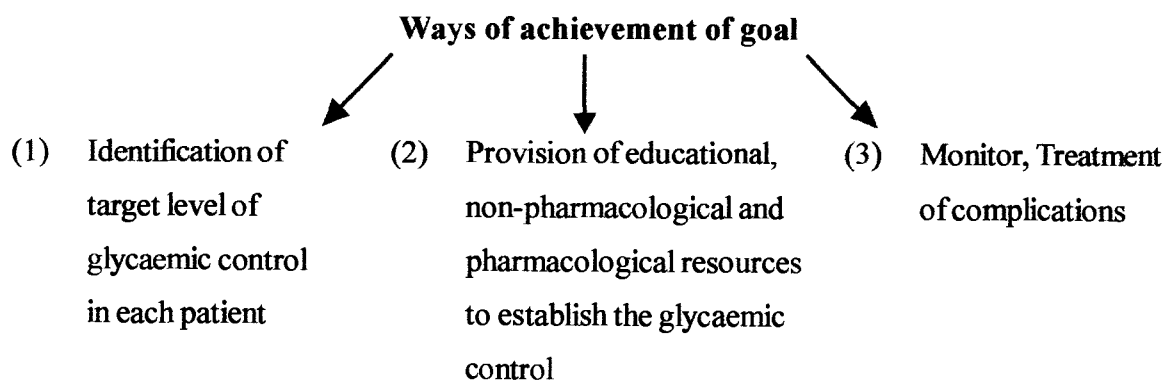 Ways of achievement of goal
(1) Identification of
target level of
glycaemic control
in each patient
(2) Provision of educational,
non-pharmacological and
pharmacological resources
to establish the glycaemic
control
(3) Monitor, Treatment
of complications